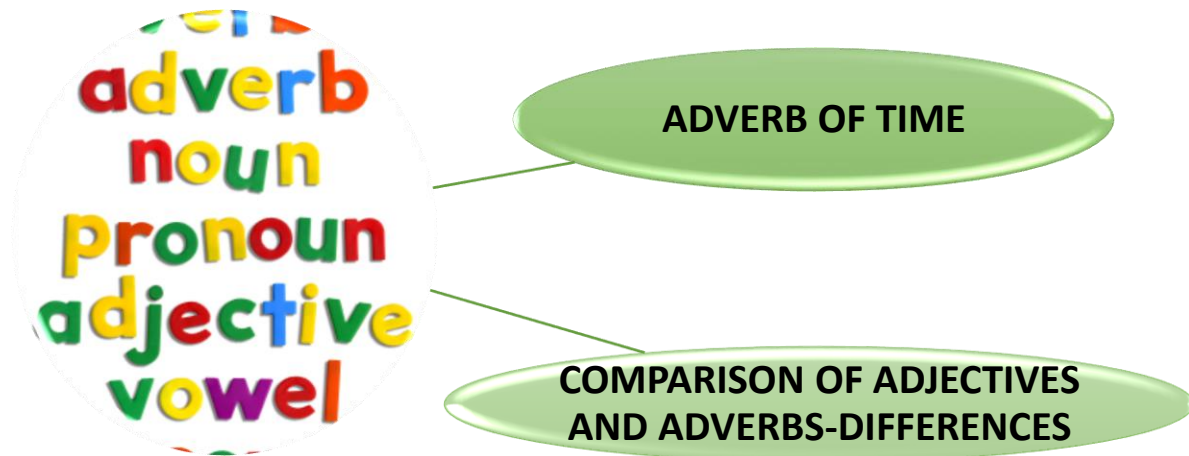 adverb
noun
pronoun
adjective
vowel
ADVERB OF TIME
COMPARISON OF ADJECTIVES
AND ADVERBS-DIFFERENCES